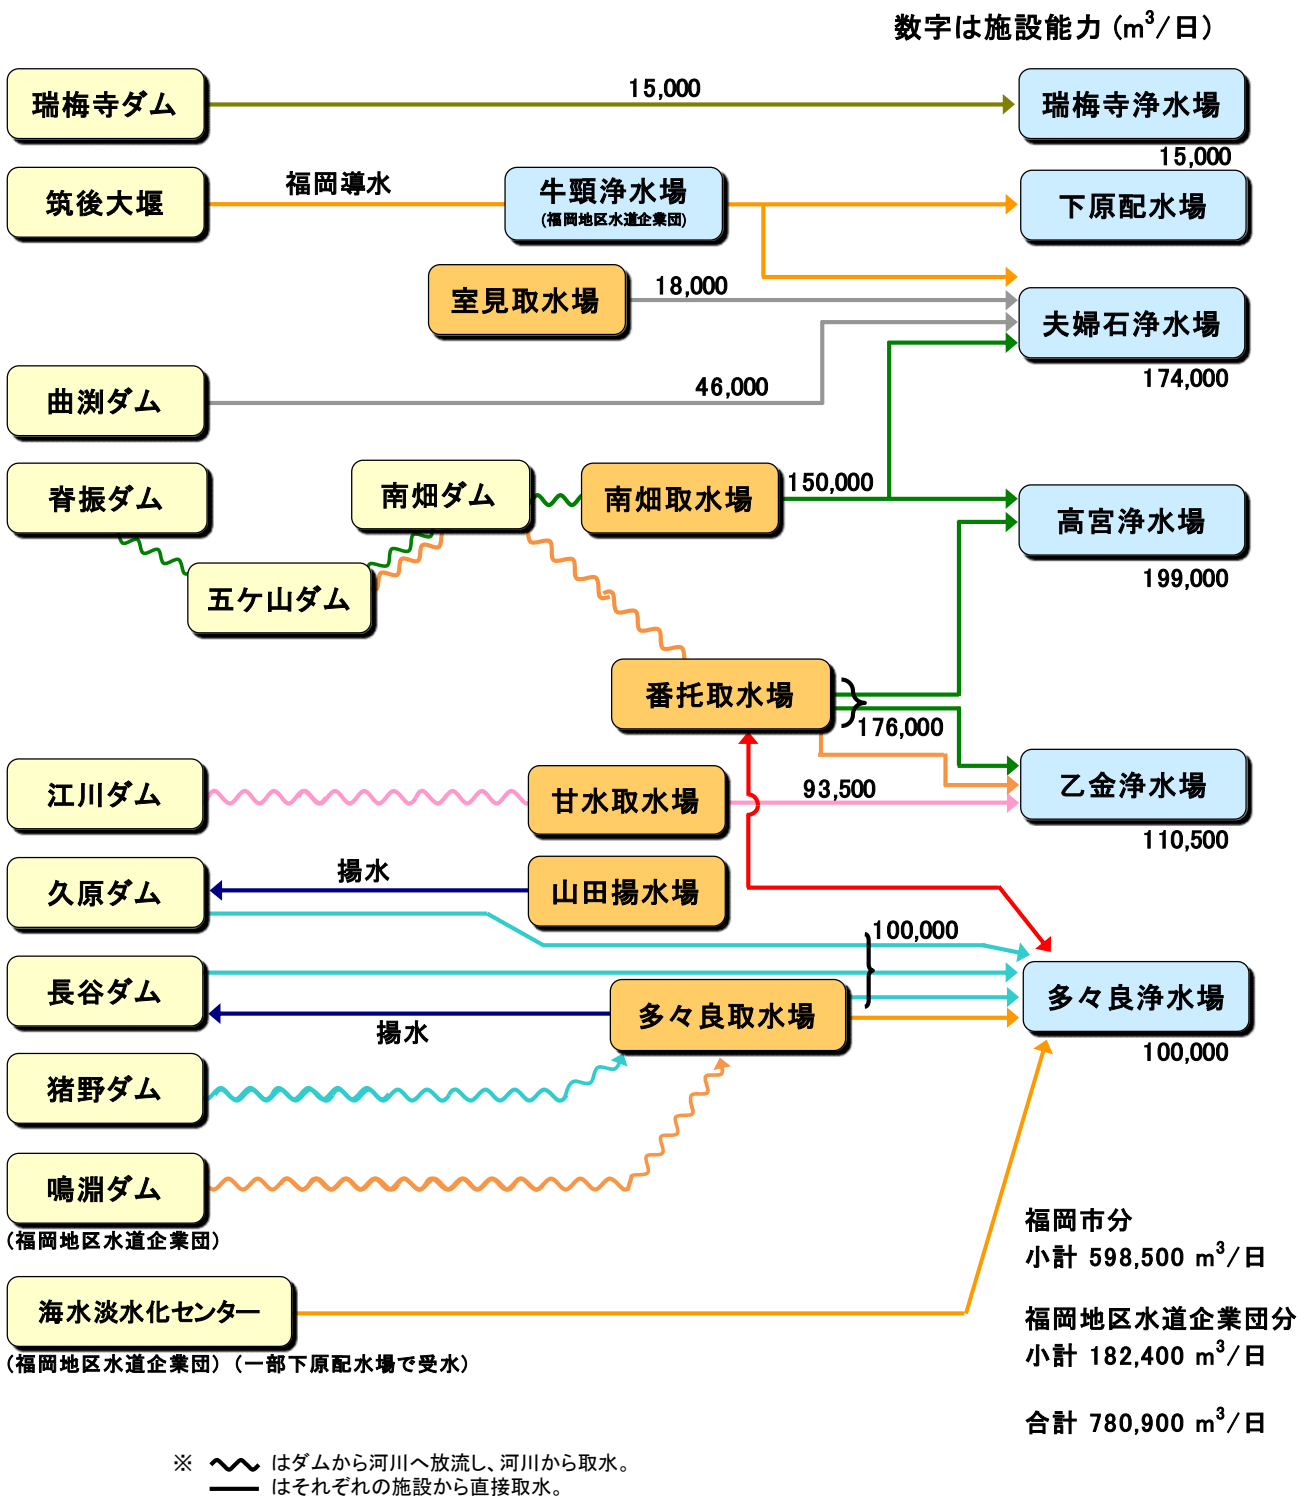 数字は施設能力 (m³/日)
瑞梅寺ダム
15,000
瑞梅寺浄水場
15,000
筑後大堰
福岡導水
牛頸浄水場
(福岡地区水道企業団)
下原配水場
室見取水場
18,000
夫婦石浄水場
174,000
曲渕ダム
46,000
脊振ダム
南畑ダム
南畑取水場
150,000
高宮浄水場
199,000
五ケ山ダム
番托取水場
176,000
江川ダム
甘水取水場
93,500
乙金浄水場
110,500
久原ダム
揚水
山田揚水場
100,000
長谷ダム
揚水
多々良取水場
多々良浄水場
100,000
猪野ダム
鳴淵ダム
(福岡地区水道企業団)
海水淡水化センター
(福岡地区水道企業団) (一部下原配水場で受水)
福岡市分
小計 598,500 m³/日
福岡地区水道企業団分
小計 182,400 m³/日
合計 780,900 m³/日
※ はダムから河川へ放流し、河川から取水。
はそれぞれの施設から直接取水。